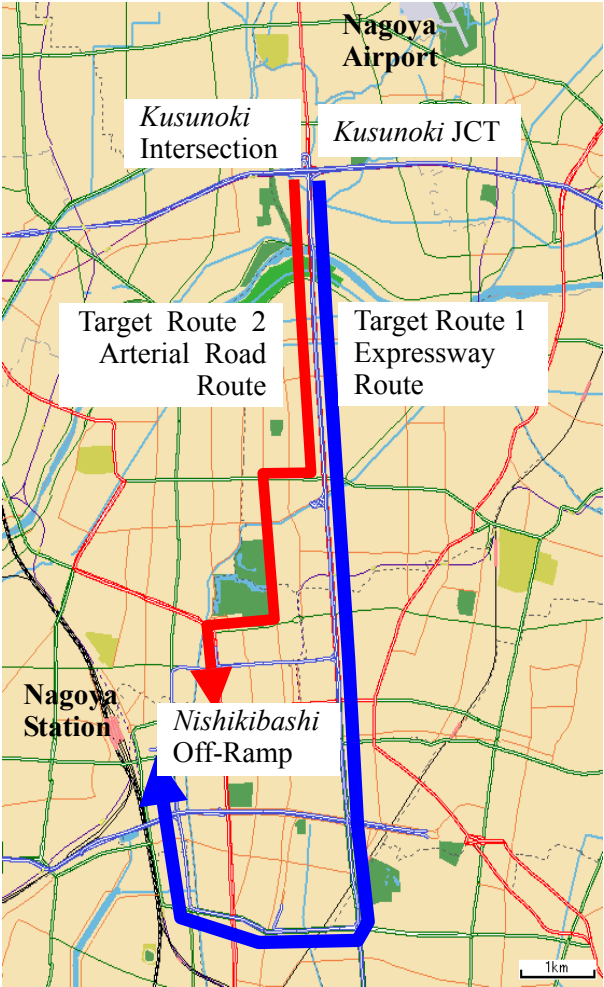 Nagoya
Airport
Kusunoki
Intersection
Kusunoki JCT
Target Route 2
Arterial Road
Route
Target Route 1
Expressway
Route
Nagoya
Station
Nishikibashi
Off-Ramp
1km